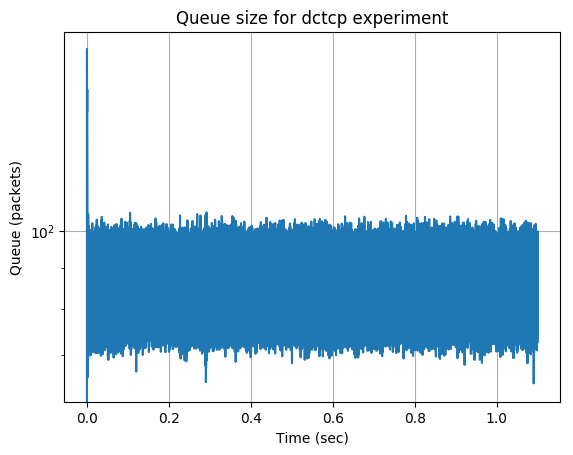 Queue size for dctcp experiment
Queue (packets)
10²
0.0 0.2 0.4 0.6 0.8 1.0
Time (sec)